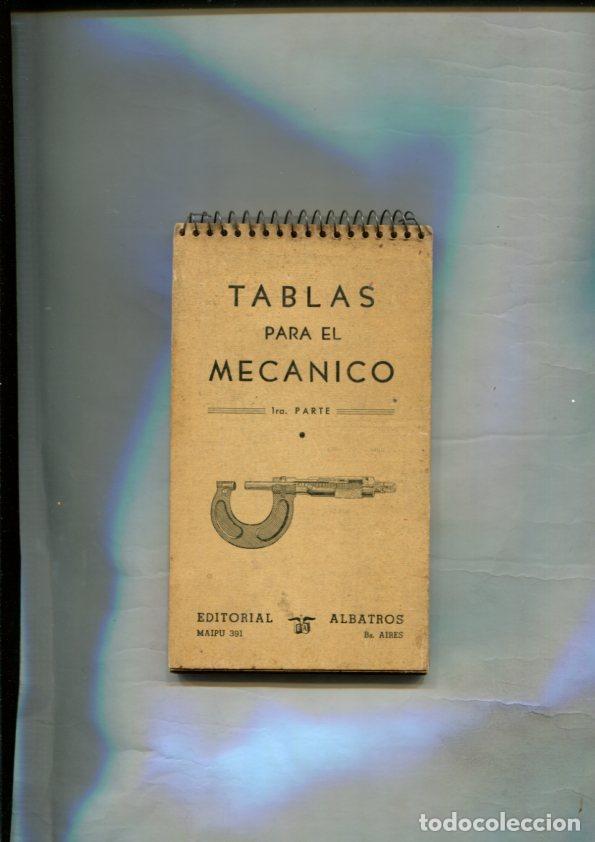 TABLAS
PARA EL
MECANICO
1ra. PARTE
EDITORIAL ALBATROS
MAIPU 391 Bs. AIRES
todocoleccion